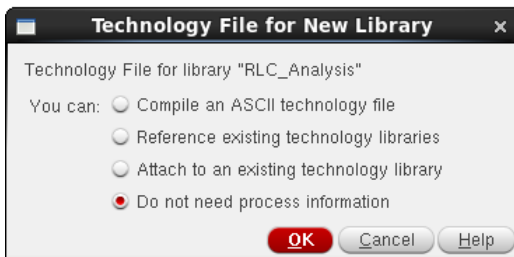 Technology File for New Library
Technology File for library "RLC_Analysis"
You can: Compile an ASCII technology file
Reference existing technology libraries
Attach to an existing technology library
Do not need process information
OK Cancel Help